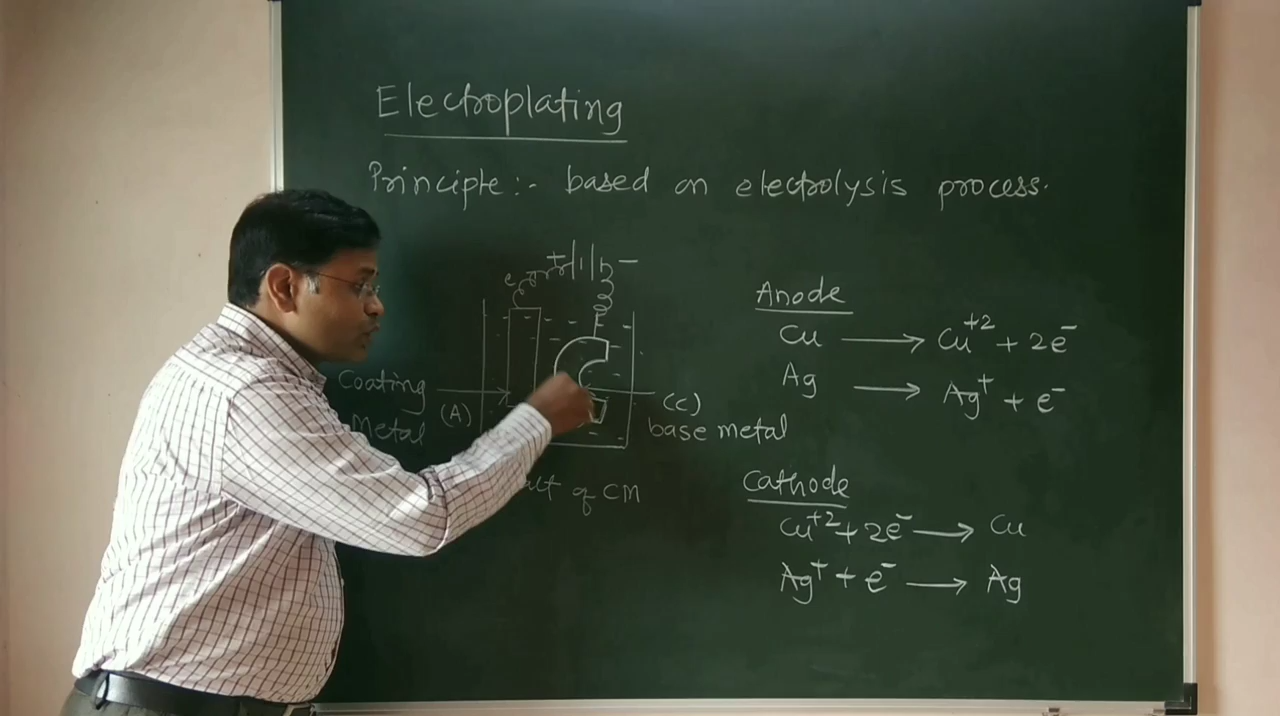 Electroplating
Principle:- based on electrolysis process.
+ −
e
Coating
(A)
Metal
(C)
base metal
of CM
Anode
Cu ⟶ Cu⁺² + 2e⁻
Ag ⟶ Ag⁺ + e⁻
Cathode
Cu⁺² + 2e⁻ ⟶ Cu
Ag⁺ + e⁻ ⟶ Ag